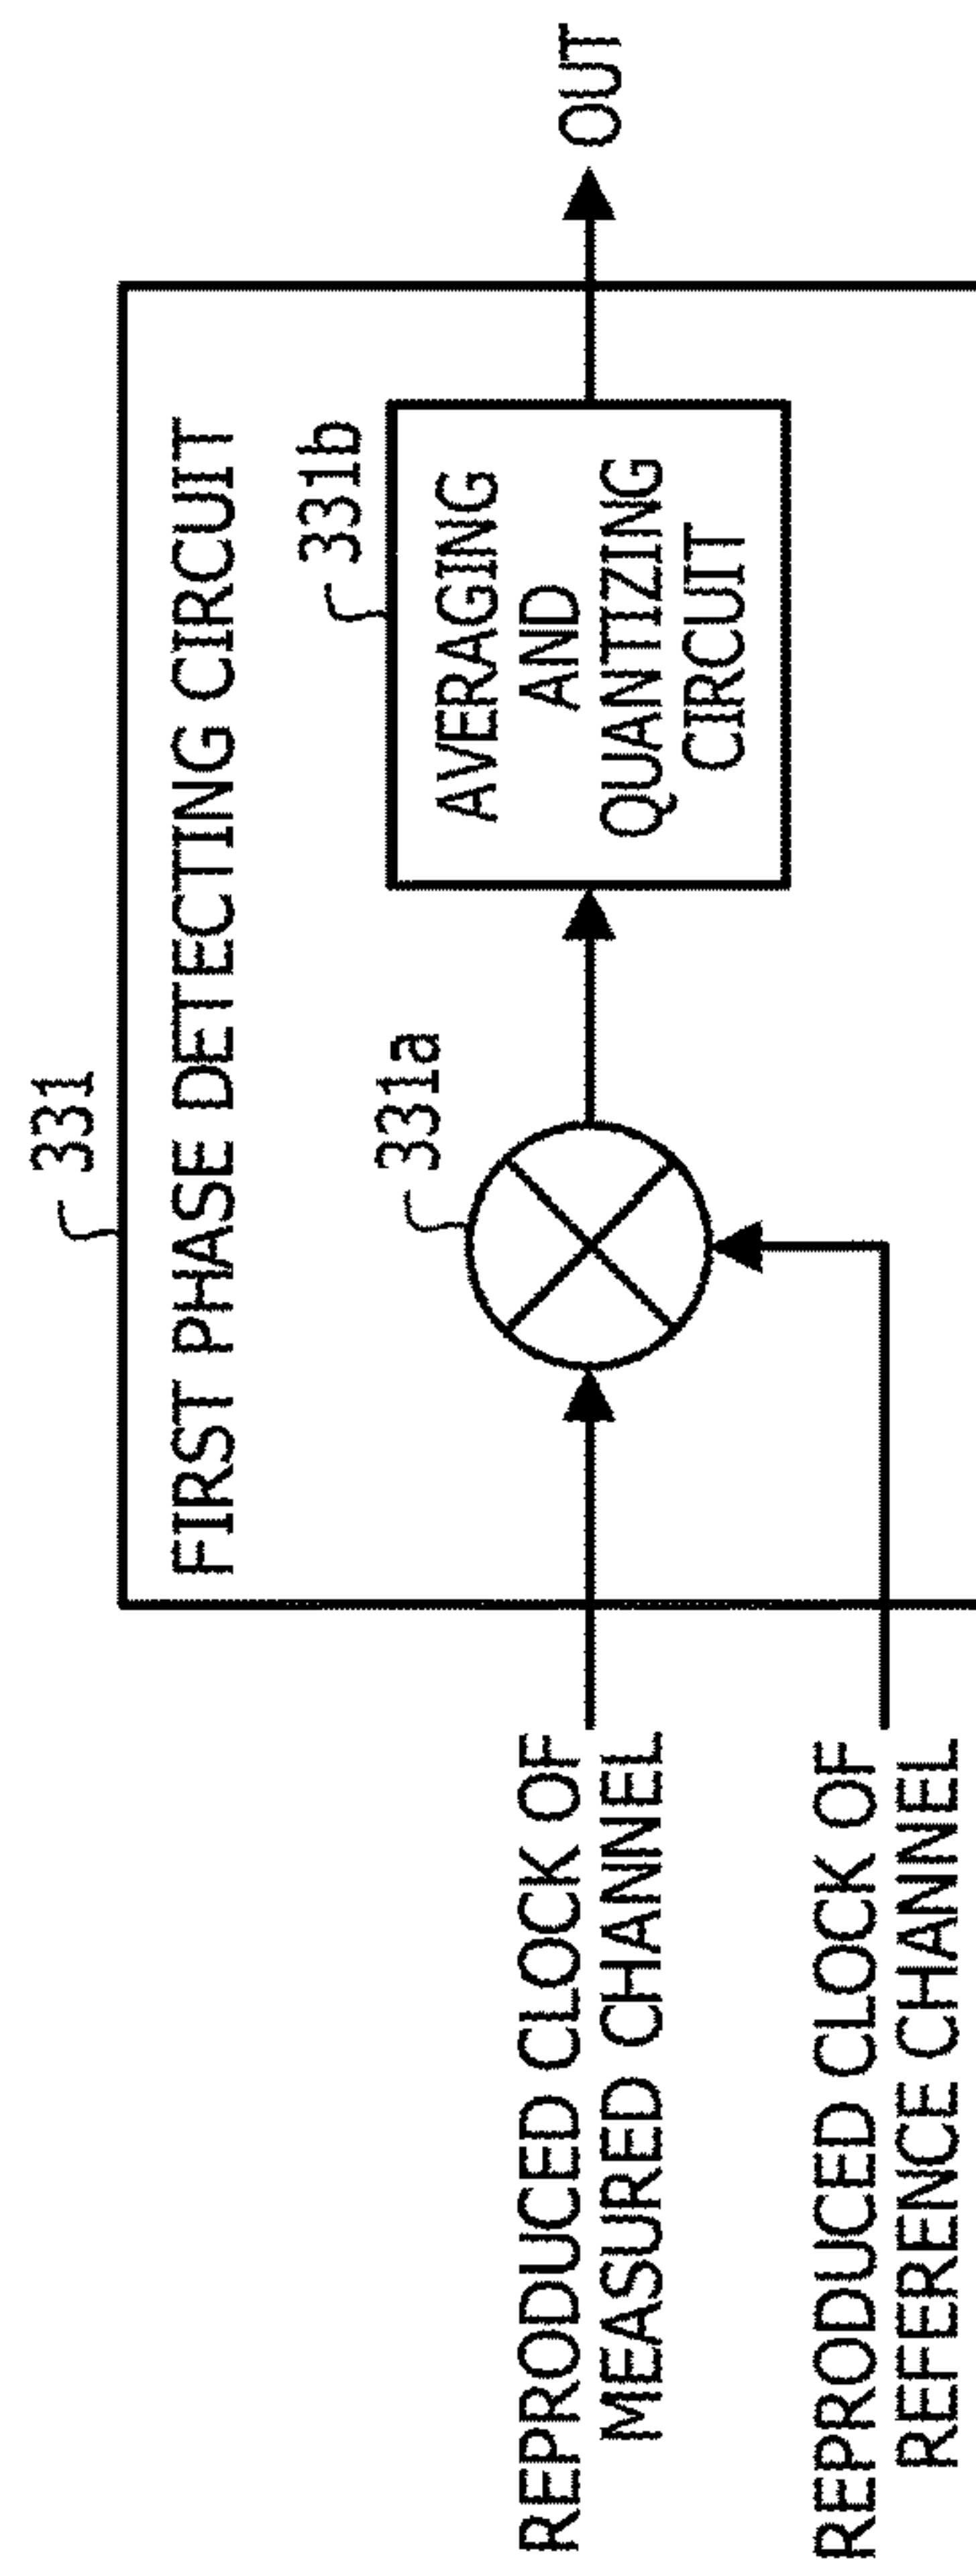 331
FIRST PHASE DETECTING CIRCUIT
331a
331b
AVERAGING
AND
QUANTIZING
CIRCUIT
REPRODUCED CLOCK OF
MEASURED CHANNEL
OUT
REPRODUCED CLOCK OF
REFERENCE CHANNEL